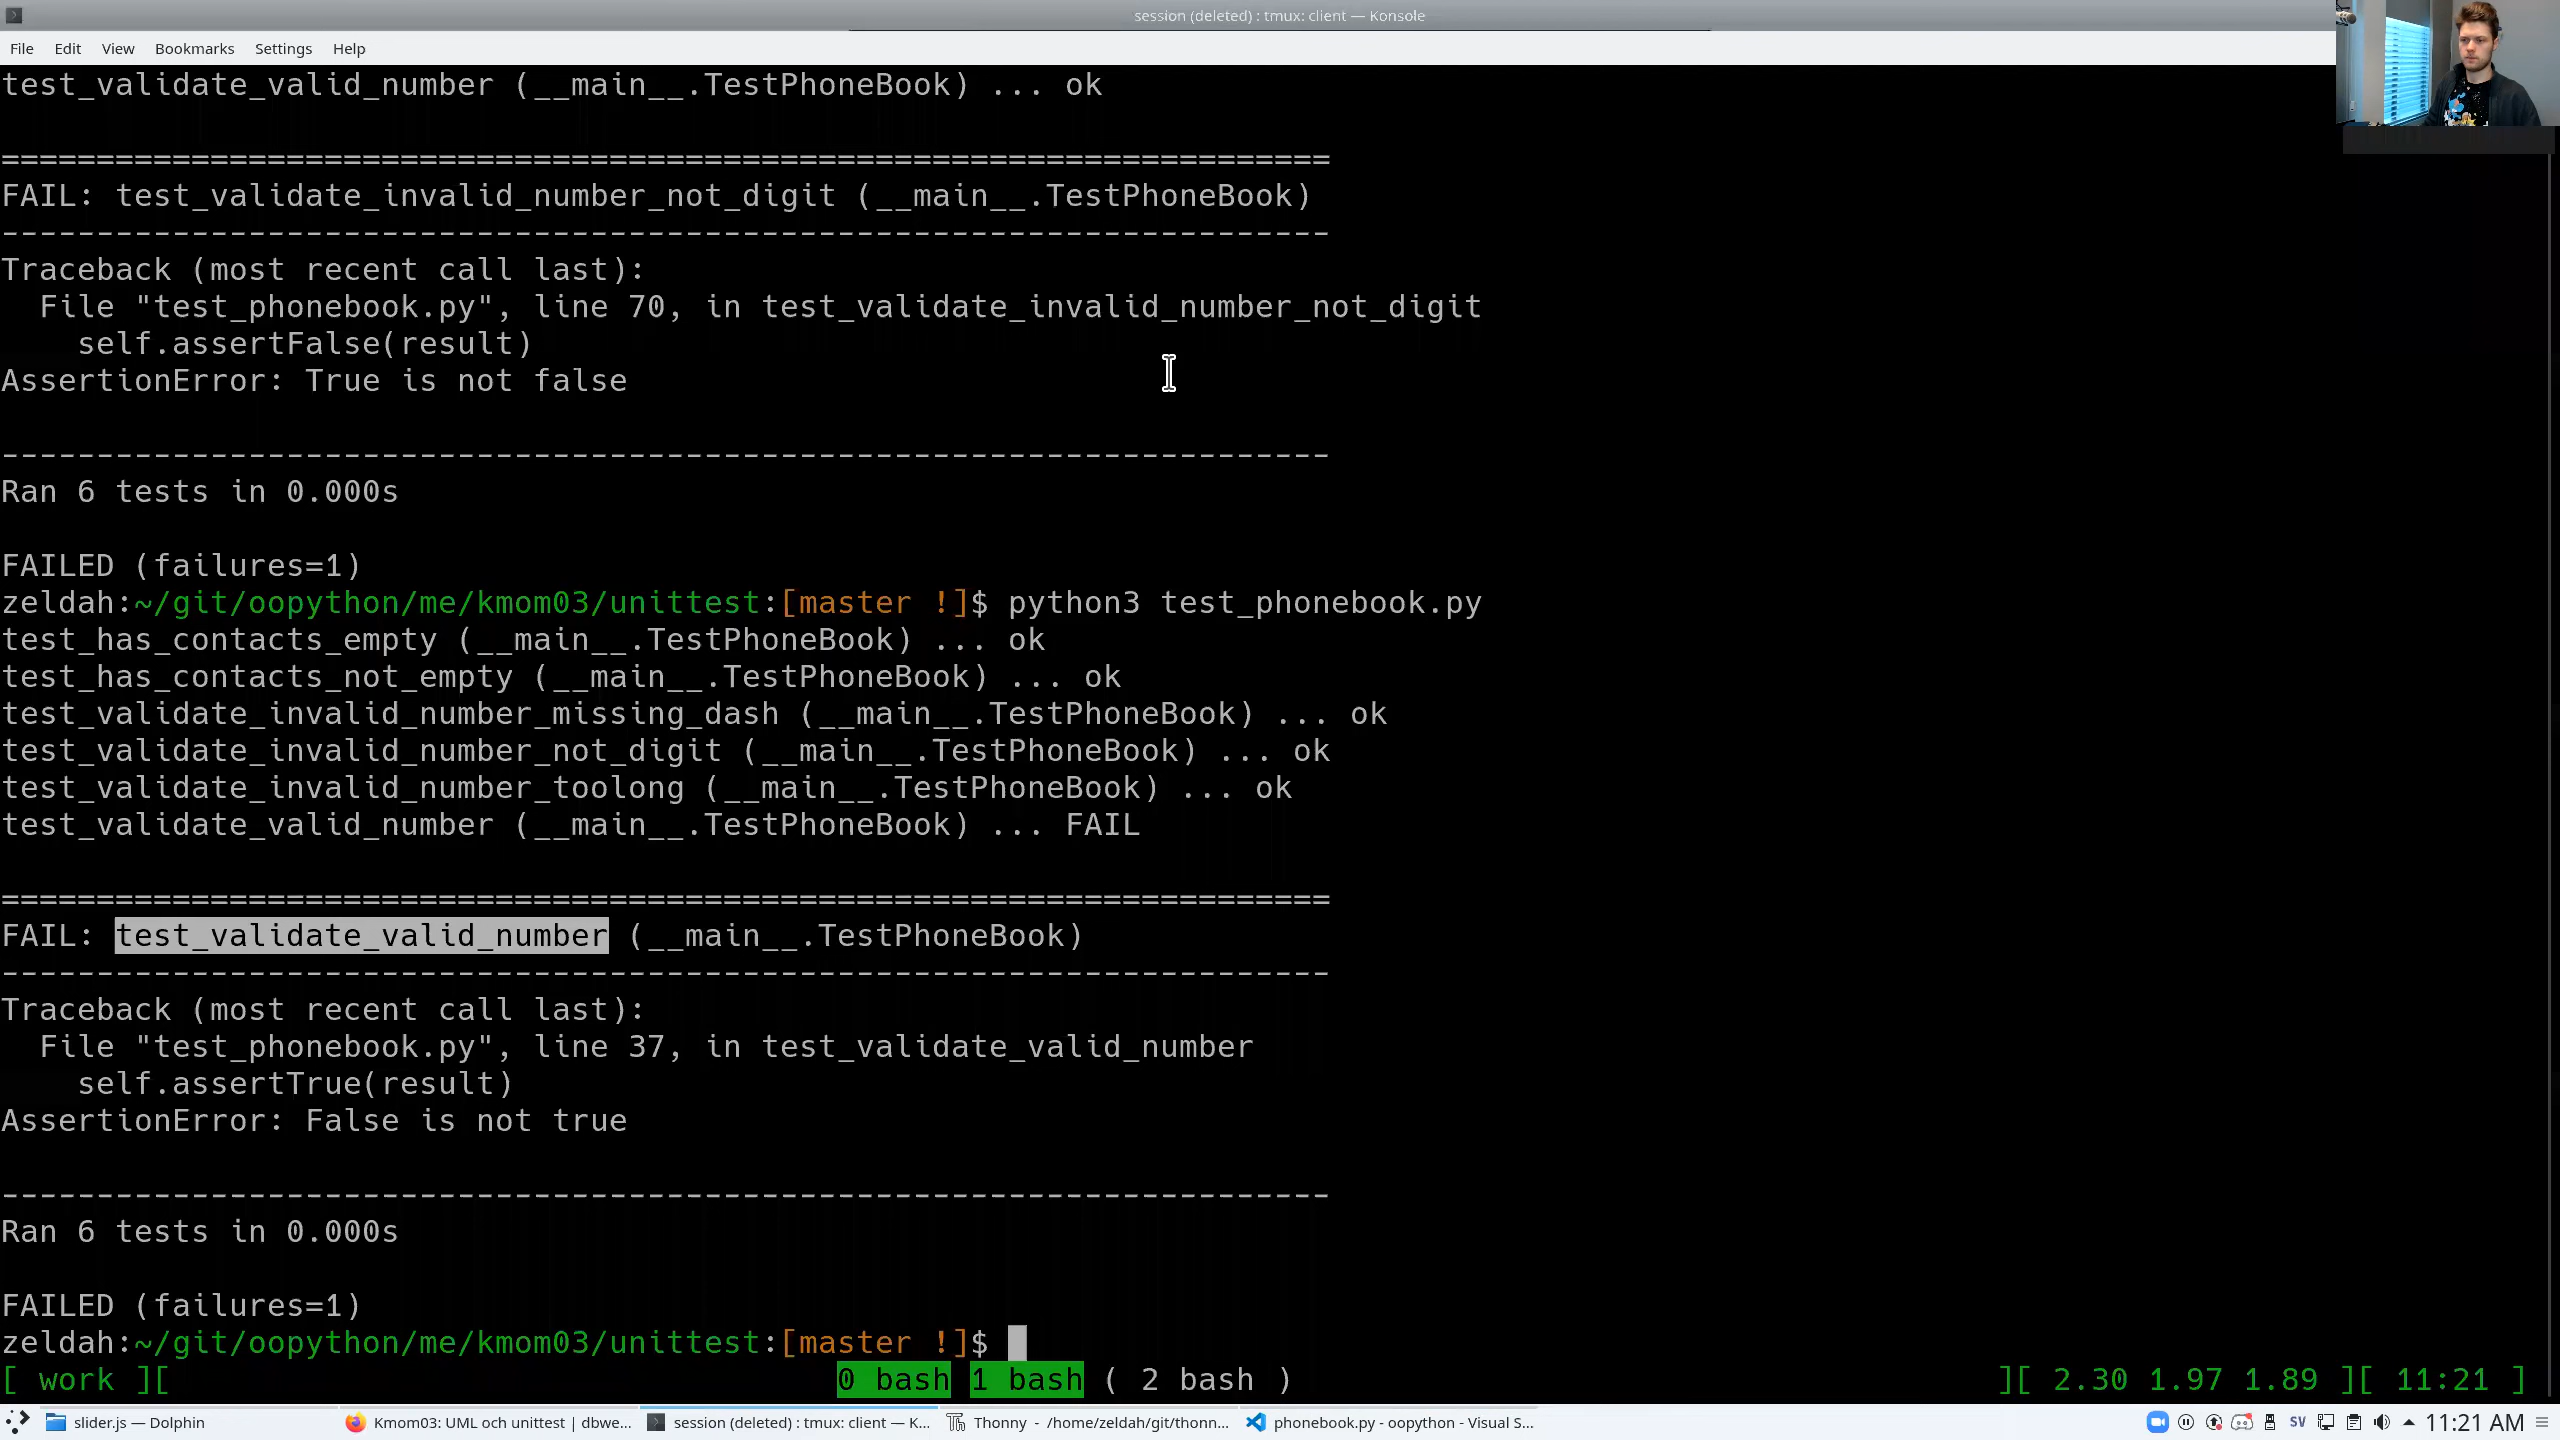 session (deleted) : tmux: client — Konsole
File Edit View Bookmarks Settings Help
test_validate_valid_number (__main__.TestPhoneBook) ... ok
======================================================================
FAIL: test_validate_invalid_number_not_digit (__main__.TestPhoneBook)
----------------------------------------------------------------------
Traceback (most recent call last):
  File "test_phonebook.py", line 70, in test_validate_invalid_number_not_digit
    self.assertFalse(result)
AssertionError: True is not false
----------------------------------------------------------------------
Ran 6 tests in 0.000s
FAILED (failures=1)
zeldah:~/git/oopython/me/kmom03/unittest:[master !]$ python3 test_phonebook.py
test_has_contacts_empty (__main__.TestPhoneBook) ... ok
test_has_contacts_not_empty (__main__.TestPhoneBook) ... ok
test_validate_invalid_number_missing_dash (__main__.TestPhoneBook) ... ok
test_validate_invalid_number_not_digit (__main__.TestPhoneBook) ... ok
test_validate_invalid_number_toolong (__main__.TestPhoneBook) ... ok
test_validate_valid_number (__main__.TestPhoneBook) ... FAIL
======================================================================
FAIL: test_validate_valid_number (__main__.TestPhoneBook)
----------------------------------------------------------------------
Traceback (most recent call last):
  File "test_phonebook.py", line 37, in test_validate_valid_number
    self.assertTrue(result)
AssertionError: False is not true
----------------------------------------------------------------------
Ran 6 tests in 0.000s
FAILED (failures=1)
zeldah:~/git/oopython/me/kmom03/unittest:[master !]$
[ work ][ 0 bash 1 bash ( 2 bash ) ][ 2.30 1.97 1.89 ][ 11:21 ]
slider.js — Dolphin Kmom03: UML och unittest | dbwe... session (deleted) : tmux: client — K... Thonny - /home/zeldah/git/thonn... phonebook.py - oopython - Visual S... SV 11:21 AM